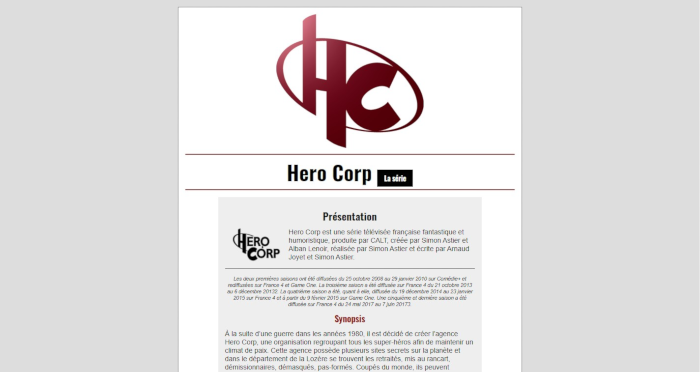 HC
Hero Corp La série
Présentation
HERO
CORP
Hero Corp est une série télévisée française fantastique et
humoristique, produite par CALT, créée par Simon Astier et
Alban Lenoir, réalisée par Simon Astier et écrite par Arnaud
Joyet et Simon Astier.
Les deux premières saisons ont été diffusées du 25 octobre 2008 au 29 janvier 2010 sur Comédie+ et
rediffusées sur France 4 et Game One. La troisième saison a été diffusée sur France 4 du 21 octobre 2013
au 6 décembre 20132. La quatrième saison a été, quant à elle, diffusée du 19 décembre 2014 au 23 janvier
2015 sur France 4 et à partir du 9 février 2015 sur Game One. Une cinquième et dernière saison a été
diffusée sur France 4 du 24 mai 2017 au 7 juin 20173.
Synopsis
À la suite d'une guerre dans les années 1980, il est décidé de créer l'agence
Hero Corp, une organisation regroupant tous les super-héros afin de maintenir un
climat de paix. Cette agence possède plusieurs sites secrets sur la planète et
dans le département de la Lozère se trouvent les retraités, mis au rancart,
démissionnaires, démasqués, pas-formés. Coupés du monde, ils peuvent